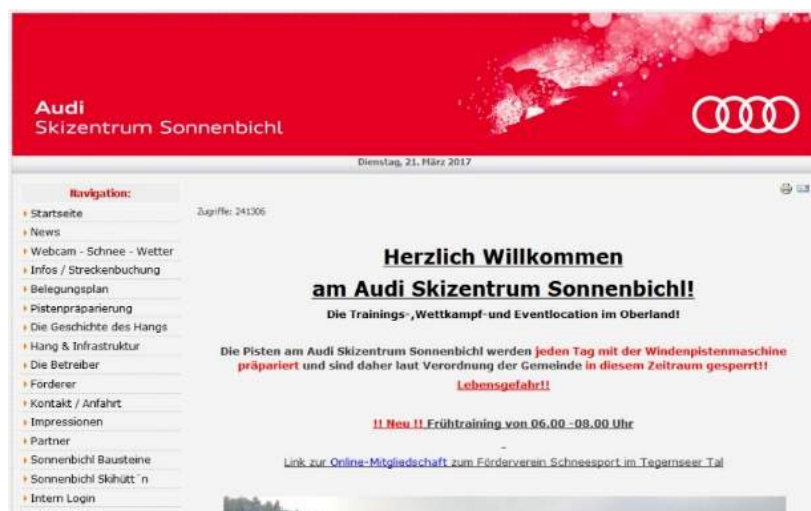 Audi
Skizentrum Sonnenbichl
Dienstag, 21. März 2017
Navigation:
Startseite
News
Webcam - Schnee - Wetter
Infos / Streckenbuchung
Belegungsplan
Pistenpräparierung
Die Geschichte des Hangs
Hang & Infrastruktur
Die Betreiber
Förderer
Kontakt / Anfahrt
Impressionen
Partner
Sonnenbichl Bausteine
Sonnenbichl Skihütt´n
Intern Login
Zugriffe: 241306
Herzlich Willkommen
am Audi Skizentrum Sonnenbichl!
Die Trainings-,Wettkampf-und Eventlocation im Oberland!
Die Pisten am Audi Skizentrum Sonnenbichl werden jeden Tag mit der Windenpistenmaschine
präpariert und sind daher laut Verordnung der Gemeinde in diesem Zeitraum gesperrt!!
Lebensgefahr!!
!! Neu !! Frühtraining von 06.00 -08.00 Uhr
Link zur Online-Mitgliedschaft zum Förderverein Schneesport im Tegernseer Tal